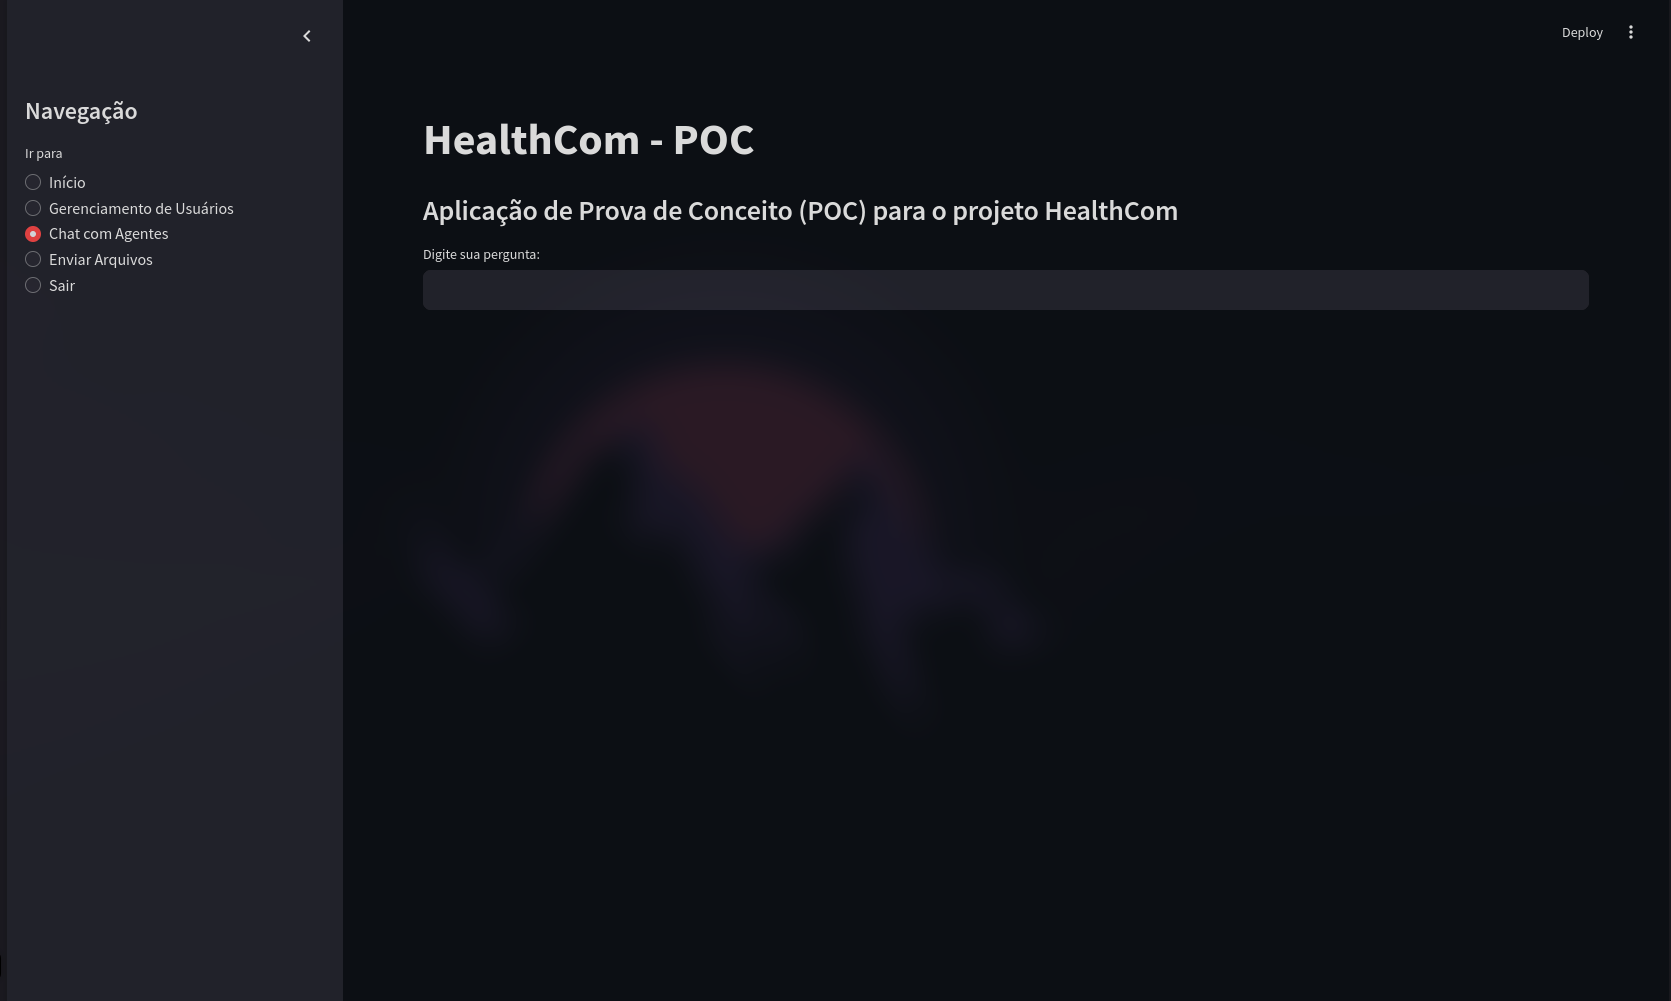 Deploy
Navegação
Ir para
Início
Gerenciamento de Usuários
Chat com Agentes
Enviar Arquivos
Sair
HealthCom - POC
Aplicação de Prova de Conceito (POC) para o projeto HealthCom
Digite sua pergunta: